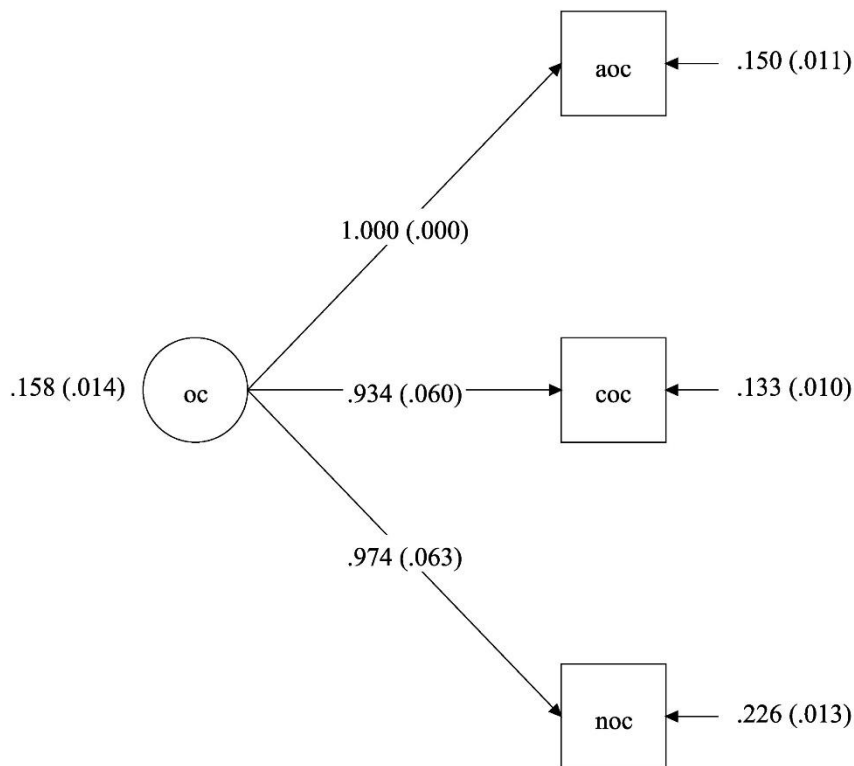 aoc
.150 (.011)
1.000 (.000)
.158 (.014)
oc
.934 (.060)
coc
.133 (.010)
.974 (.063)
noc
.226 (.013)